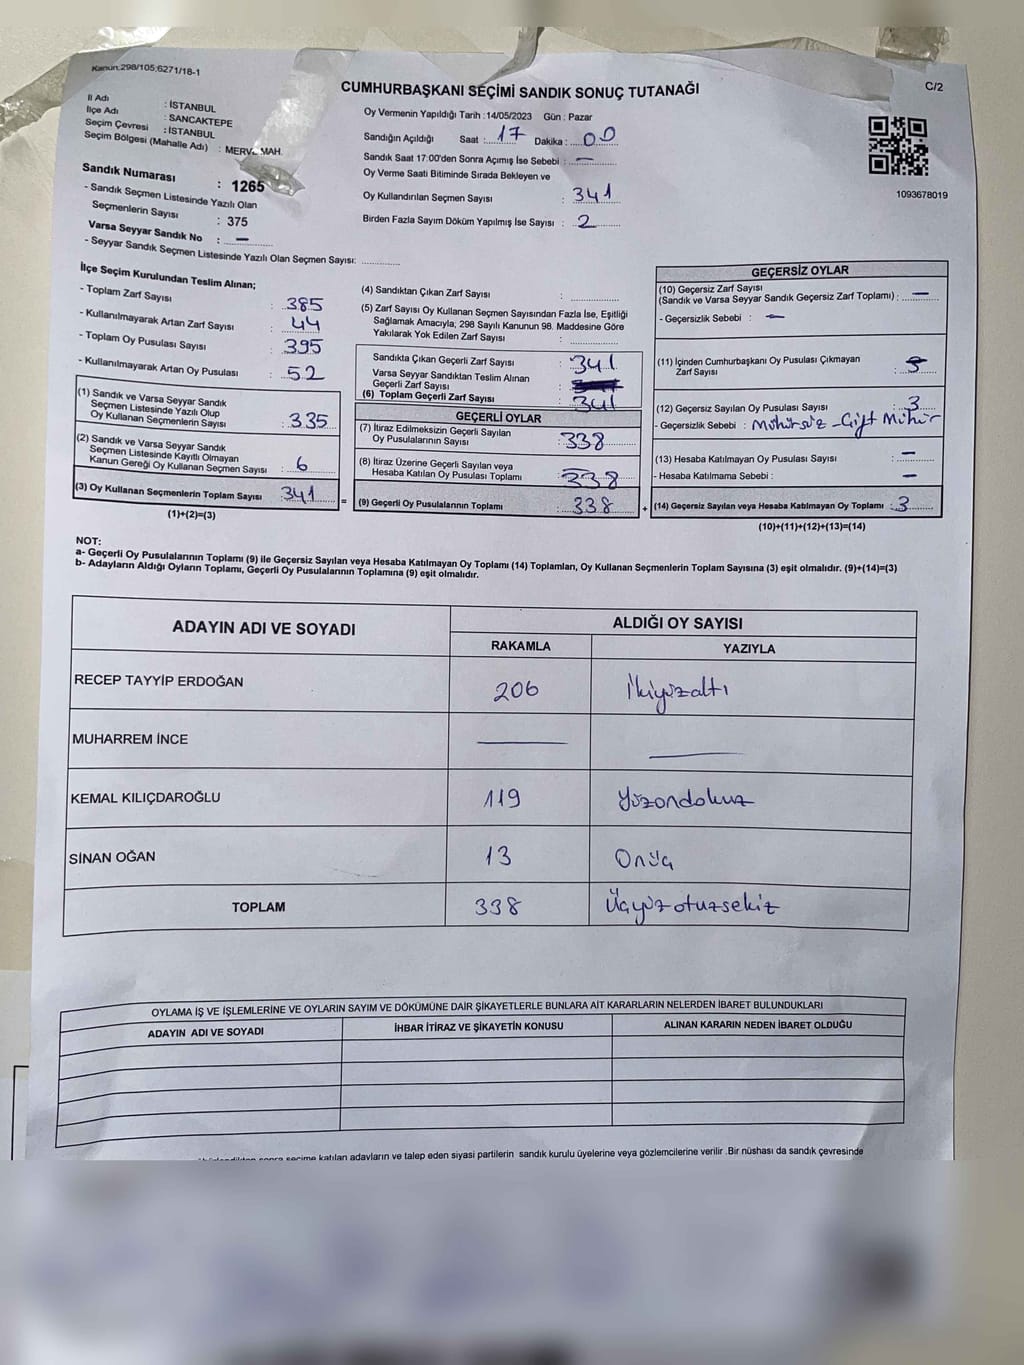 Kanun:298/105;6271/18-1
CUMHURBAŞKANI SEÇİMİ SANDIK SONUÇ TUTANAĞI
C/2
İl Adı : İSTANBUL
İlçe Adı : SANCAKTEPE
Seçim Çevresi : İSTANBUL
Seçim Bölgesi (Mahalle Adı) : MERV MAH.
Sandık Numarası : 1265
- Sandık Seçmen Listesinde Yazılı Olan
Seçmenlerin Sayısı : 375
Varsa Seyyar Sandık No : —
- Seyyar Sandık Seçmen Listesinde Yazılı Olan Seçmen Sayısı: ............
Oy Vermenin Yapıldığı Tarih : 14/05/2023 Gün : Pazar
Sandığın Açıldığı Saat : 17 Dakika : 00
Sandık Saat 17:00'den Sonra Açımış İse Sebebi : —
Oy Verme Saati Bitiminde Sırada Bekleyen ve
Oy Kullandırılan Seçmen Sayısı : 341
Birden Fazla Sayım Döküm Yapılmış İse Sayısı : 2
1093678019
İlçe Seçim Kurulundan Teslim Alınan;
- Toplam Zarf Sayısı : 385
- Kullanılmayarak Artan Zarf Sayısı : 44
- Toplam Oy Pusulası Sayısı : 395
- Kullanılmayarak Artan Oy Pusulası : 52
(1) Sandık ve Varsa Seyyar Sandık
Seçmen Listesinde Yazılı Olup
Oy Kullanan Seçmenlerin Sayısı : 335
(2) Sandık ve Varsa Seyyar Sandık
Seçmen Listesinde Kayıtlı Olmayan
Kanun Gereği Oy Kullanan Seçmen Sayısı : 6
(3) Oy Kullanan Seçmenlerin Toplam Sayısı : 341
(1)+(2)=(3)
=
(4) Sandıktan Çıkan Zarf Sayısı : ............
(5) Zarf Sayısı Oy Kullanan Seçmen Sayısından Fazla İse, Eşitliği
Sağlamak Amacıyla; 298 Sayılı Kanunun 98. Maddesine Göre
Yakılarak Yok Edilen Zarf Sayısı : ............
Sandıkta Çıkan Geçerli Zarf Sayısı : 341
Varsa Seyyar Sandıktan Teslim Alınan
Geçerli Zarf Sayısı :
(6) Toplam Geçerli Zarf Sayısı : 341
GEÇERLİ OYLAR
(7) İtiraz Edilmeksizin Geçerli Sayılan
Oy Pusulalarının Sayısı : 338
(8) İtiraz Üzerine Geçerli Sayılan veya
Hesaba Katılan Oy Pusulası Toplamı : 338
(9) Geçerli Oy Pusulalarının Toplamı : 338
+
GEÇERSİZ OYLAR
(10) Geçersiz Zarf Sayısı
(Sandık ve Varsa Seyyar Sandık Geçersiz Zarf Toplamı) : —
- Geçersizlik Sebebi : —
(11) İçinden Cumhurbaşkanı Oy Pusulası Çıkmayan
Zarf Sayısı :
(12) Geçersiz Sayılan Oy Pusulası Sayısı : 3
- Geçersizlik Sebebi : Mühürsüz - Çift Mühür
(13) Hesaba Katılmayan Oy Pusulası Sayısı : —
- Hesaba Katılmama Sebebi : —
(14) Geçersiz Sayılan veya Hesaba Katılmayan Oy Toplamı : 3
(10)+(11)+(12)+(13)=(14)
NOT:
a- Geçerli Oy Pusulalarının Toplamı (9) ile Geçersiz Sayılan veya Hesaba Katılmayan Oy Toplamı (14) Toplamları, Oy Kullanan Seçmenlerin Toplam Sayısına (3) eşit olmalıdır. (9)+(14)=(3)
b- Adayların Aldığı Oyların Toplamı, Geçerli Oy Pusulalarının Toplamına (9) eşit olmalıdır.
ADAYIN ADI VE SOYADI ALDIĞI OY SAYISI
RAKAMLA YAZIYLA
RECEP TAYYİP ERDOĞAN 206 İkiyüzaltı
MUHARREM İNCE — —
KEMAL KILIÇDAROĞLU 119 Yüzondokuz
SİNAN OĞAN 13 Onüç
TOPLAM 338 Üçyüzotuzsekiz
OYLAMA İŞ VE İŞLEMLERİNE VE OYLARIN SAYIM VE DÖKÜMÜNE DAİR ŞİKAYETLERLE BUNLARA AİT KARARLARIN NELERDEN İBARET BULUNDUKLARI
ADAYIN ADI VE SOYADI İHBAR İTİRAZ VE ŞİKAYETİN KONUSU ALINAN KARARIN NEDEN İBARET OLDUĞU
sonra seçime katılan adayların ve talep eden siyasi partilerin sandık kurulu üyelerine veya gözlemcilerine verilir .Bir nüshası da sandık çevresinde